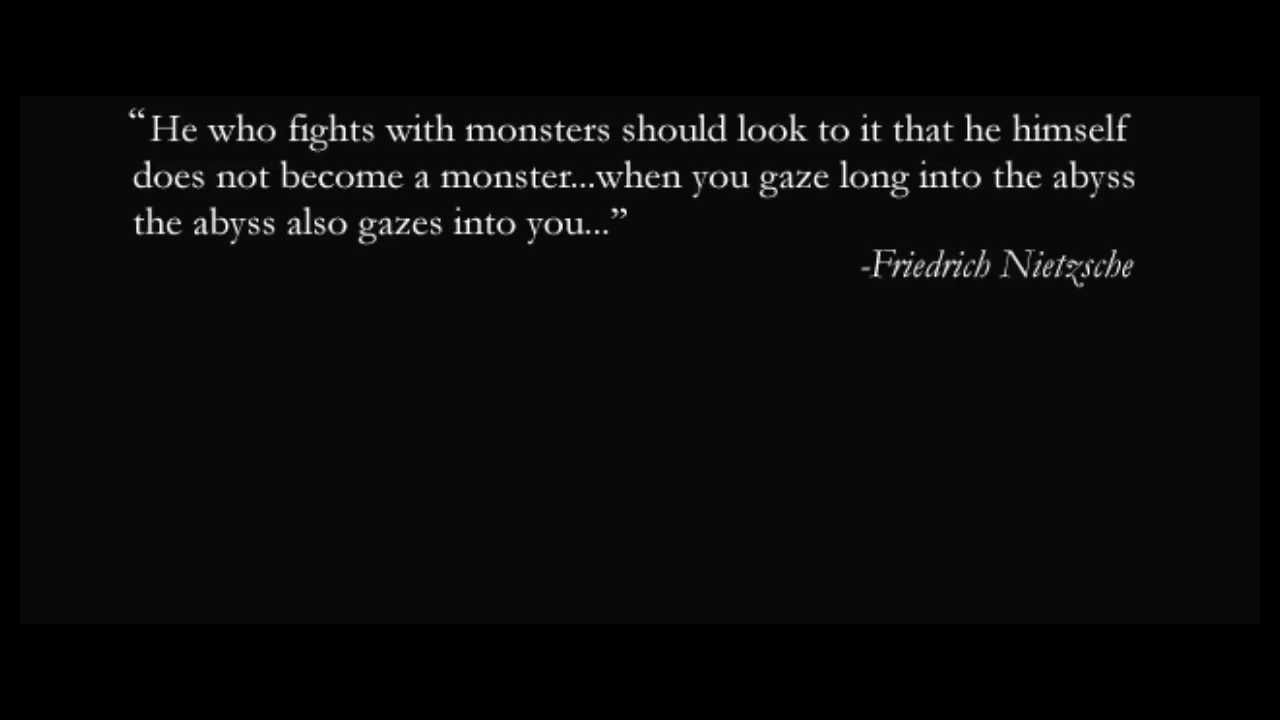 “He who fights with monsters should look to it that he himself
does not become a monster...when you gaze long into the abyss
the abyss also gazes into you...”
-Friedrich Nietzsche